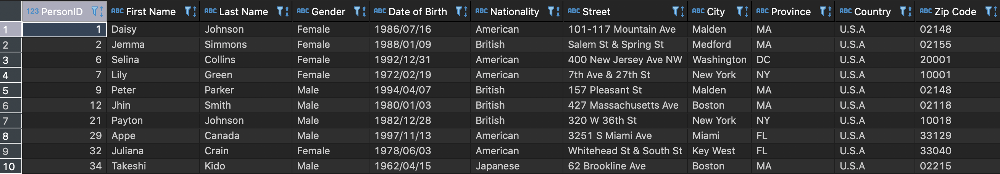 123 PersonID ABC First Name ABC Last Name ABC Gender ABC Date of Birth ABC Nationality ABC Street ABC City ABC Province ABC Country ABC Zip Code
1 1 Daisy Johnson Female 1986/07/16 American 101-117 Mountain Ave Malden MA U.S.A 02148
2 2 Jemma Simmons Female 1988/01/09 British Salem St & Spring St Medford MA U.S.A 02155
3 6 Selina Collins Female 1992/12/31 American 400 New Jersey Ave NW Washington DC U.S.A 20001
4 7 Lily Green Female 1972/02/19 American 7th Ave & 27th St New York NY U.S.A 10001
5 9 Peter Parker Male 1994/04/07 British 157 Pleasant St Malden MA U.S.A 02148
6 12 Jhin Smith Male 1980/01/03 British 427 Massachusetts Ave Boston MA U.S.A 02118
7 21 Payton Johnson Male 1982/12/28 British 320 W 36th St New York NY U.S.A 10018
8 29 Appe Canada Male 1997/11/13 American 3251 S Miami Ave Miami FL U.S.A 33129
9 32 Juliana Crain Female 1978/06/03 American Whitehead St & South St Key West FL U.S.A 33040
10 34 Takeshi Kido Male 1962/04/15 Japanese 62 Brookline Ave Boston MA U.S.A 02215